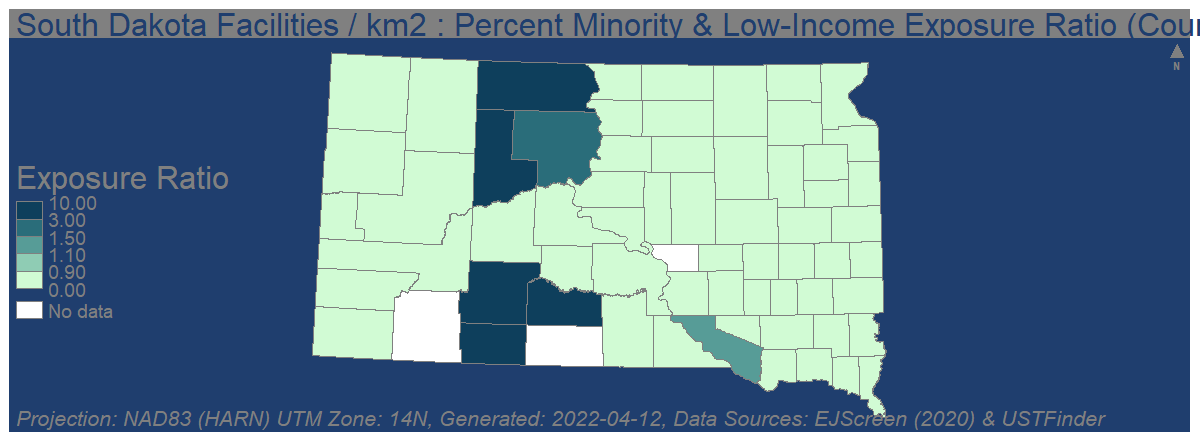 South Dakota Facilities / km2 : Percent Minority & Low-Income Exposure Ratio (Cour
N
Exposure Ratio
10.00
3.00
1.50
1.10
0.90
0.00
No data
Projection: NAD83 (HARN) UTM Zone: 14N, Generated: 2022-04-12, Data Sources: EJScreen (2020) & USTFinder